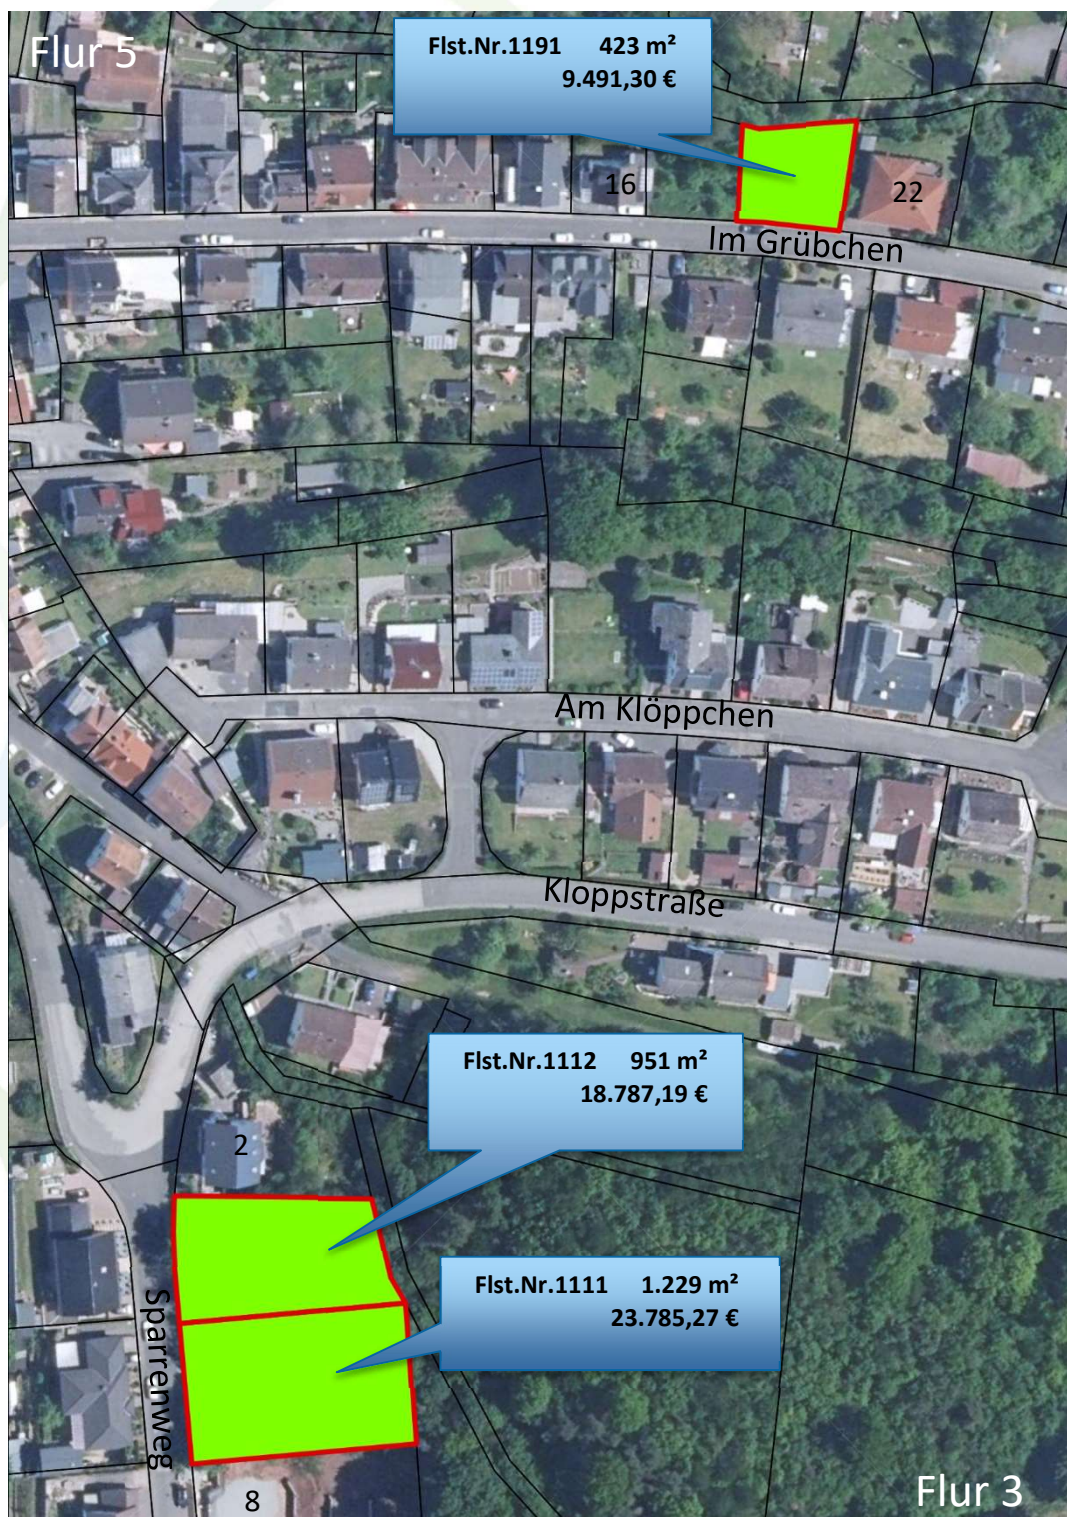 Flur 5
Flst.Nr.1191 423 m²
9.491,30 €
16
22
Im Grübchen
Am Klöppchen
Kloppstraße
Flst.Nr.1112 951 m²
18.787,19 €
2
Flst.Nr.1111 1.229 m²
23.785,27 €
Sparrenweg
8
Flur 3